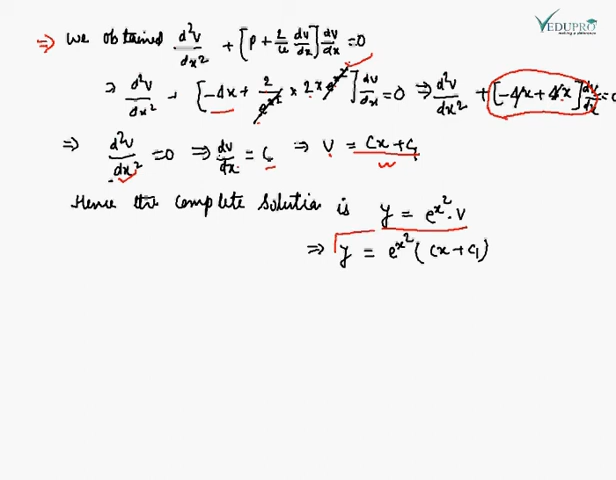 VEDUPRO
making a difference
⇒ We obtained d²v/dx² + [P + 2/u du/dx] dv/dx = 0
⇒ d²v/dx² + [-4x + 2/e^x² × 2x e^x²] dv/dx = 0 ⇒ d²v/dx² + [-4x + 4x] dv/dx = 0
⇒ d²v/dx² = 0 ⇒ dv/dx = C ⇒ V = Cx + C₁
Hence the complete solution is y = e^x² · V
⇒ y = e^x² (Cx + C₁)